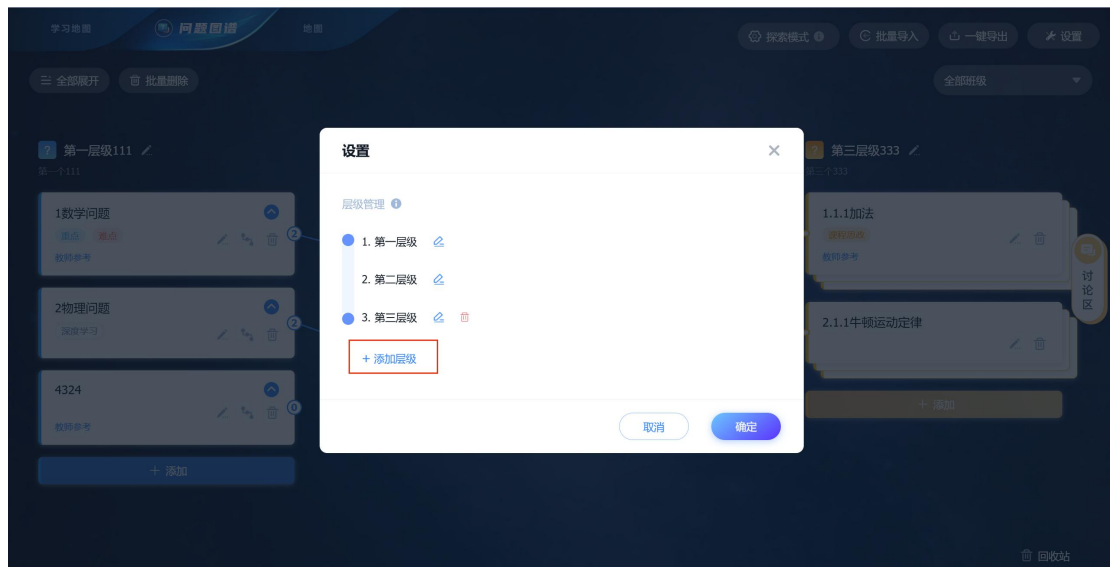 学习地图
问题图谱
地图
探索模式
批量导入
一键导出
设置
全部展开
批量删除
全部班级
? 第一层级111
第一个111
1数学问题
重点 难点
教师参考
2
2物理问题
深度学习
2
4324
教师参考
0
+ 添加
设置
层级管理
1. 第一层级
2. 第二层级
3. 第三层级
+ 添加层级
取消
确定
? 第三层级333
第三个333
1.1.1加法
课程思政
教师参考
2.1.1牛顿运动定律
+ 添加
讨论区
回收站